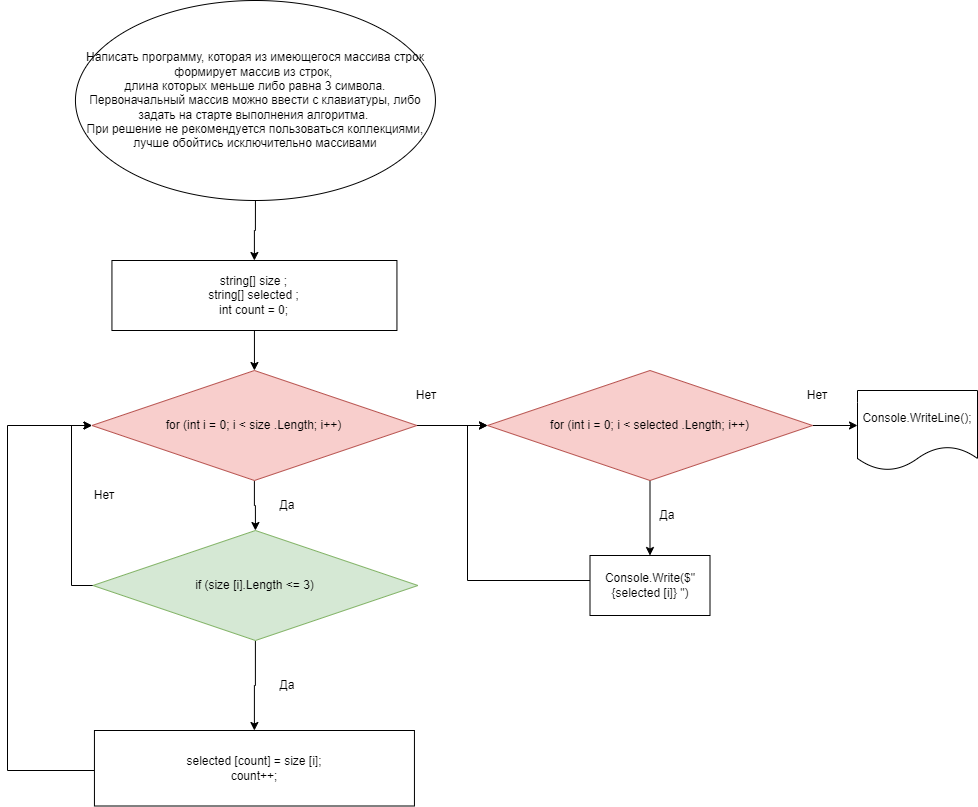 Написать программу, которая из имеющегося массива строк
формирует массив из строк,
длина которых меньше либо равна 3 символа.
Первоначальный массив можно ввести с клавиатуры, либо
задать на старте выполнения алгоритма.
При решение не рекомендуется пользоваться коллекциями,
лучше обойтись исключительно массивами
string[] size ;
string[] selected ;
int count = 0;
for (int i = 0; i < size .Length; i++)
Нет
for (int i = 0; i < selected .Length; i++)
Нет
Console.WriteLine();
Нет
Да
Да
if (size [i].Length <= 3)
Console.Write($"
{selected [i]} ")
Да
selected [count] = size [i];
count++;